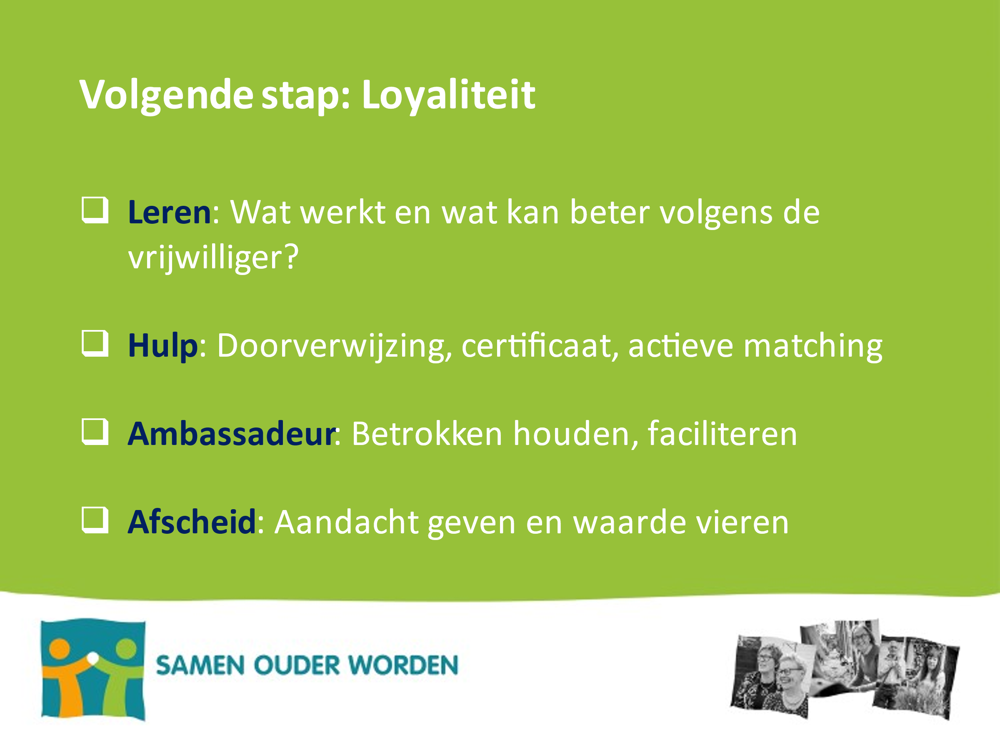 Volgende stap: Loyaliteit
Leren: Wat werkt en wat kan beter volgens de
vrijwilliger?
Hulp: Doorverwijzing, certificaat, actieve matching
Ambassadeur: Betrokken houden, faciliteren
Afscheid: Aandacht geven en waarde vieren
SAMEN OUDER WORDEN